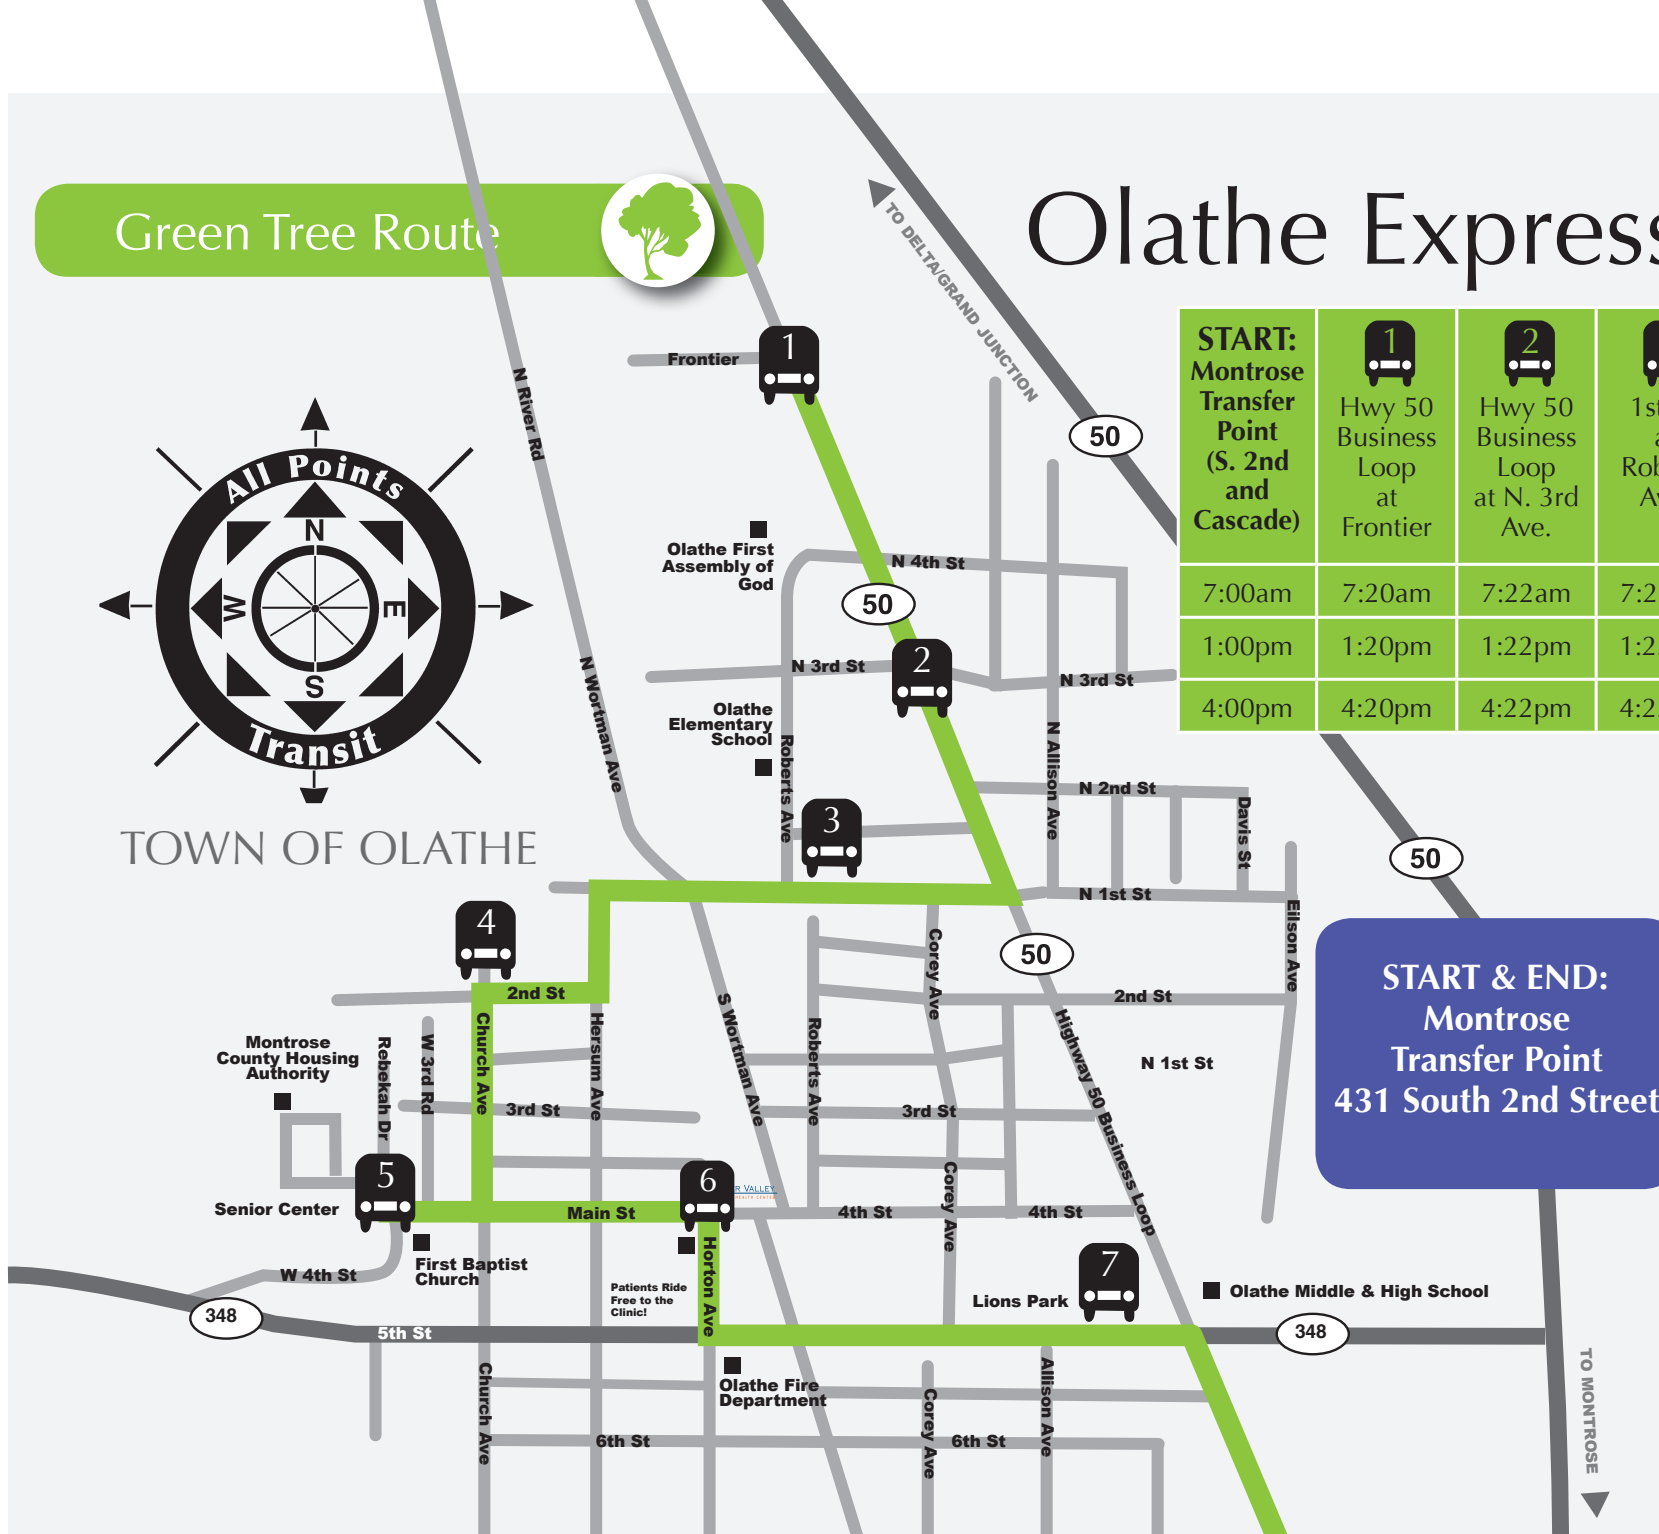 Green Tree Route
Olathe Express
TO DELTA/GRAND JUNCTION
START:
Montrose
Transfer
Point
(S. 2nd
and
Cascade)
1
Hwy 50
Business
Loop
at
Frontier
2
Hwy 50
Business
Loop
at N. 3rd
Ave.
7:00am 7:20am 7:22am
1:00pm 1:20pm 1:22pm
4:00pm 4:20pm 4:22pm
1
Frontier
N River Rd
50
All Points
Transit
N
E
S
W
TOWN OF OLATHE
Olathe First
Assembly of
God
N 4th St
50
2
N 3rd St
N 3rd St
N Wortman Ave
Olathe
Elementary
School
Roberts Ave
N Allison Ave
N 2nd St
Davis St
3
50
N 1st St
4
Eilson Ave
Corey Ave
50
2nd St
2nd St
START & END:
Montrose
Transfer Point
431 South 2nd Street
Montrose
County Housing
Authority
Rebekah Dr
W 3rd Rd
Church Ave
Hersum Ave
S Wortman Ave
Roberts Ave
Highway 50 Business Loop
N 1st St
3rd St
3rd St
5
6
R VALLEY
Corey Ave
Senior Center
Main St
4th St
4th St
First Baptist
Church
W 4th St
Horton Ave
Patients Ride
Free to the
Clinic!
7
Lions Park
Olathe Middle & High School
348
5th St
348
Olathe Fire
Department
Church Ave
Corey Ave
Allison Ave
6th St
6th St
TO MONTROSE